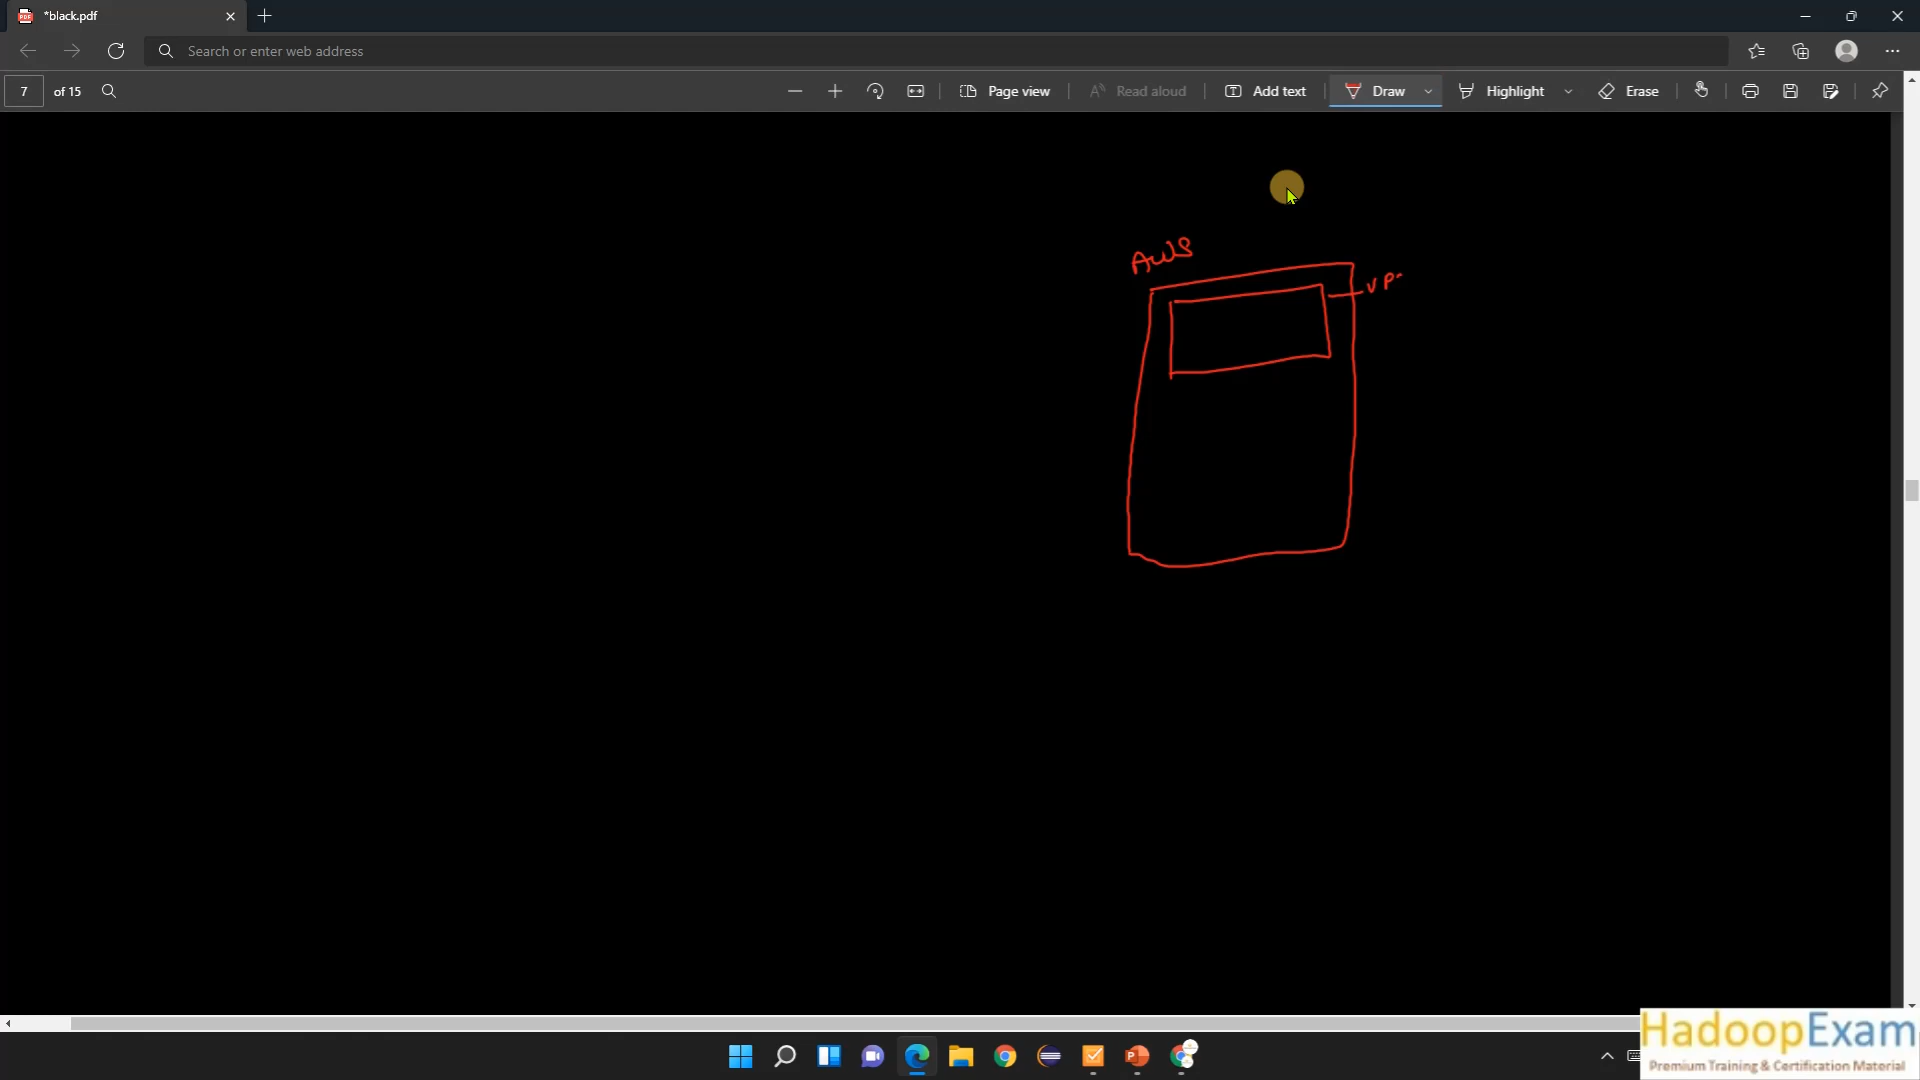 *black.pdf
Search or enter web address
7 of 15
Page view
Read aloud
Add text
Draw
Highlight
Erase
AWS
VP
HadoopExam
Premium Training & Certification Material